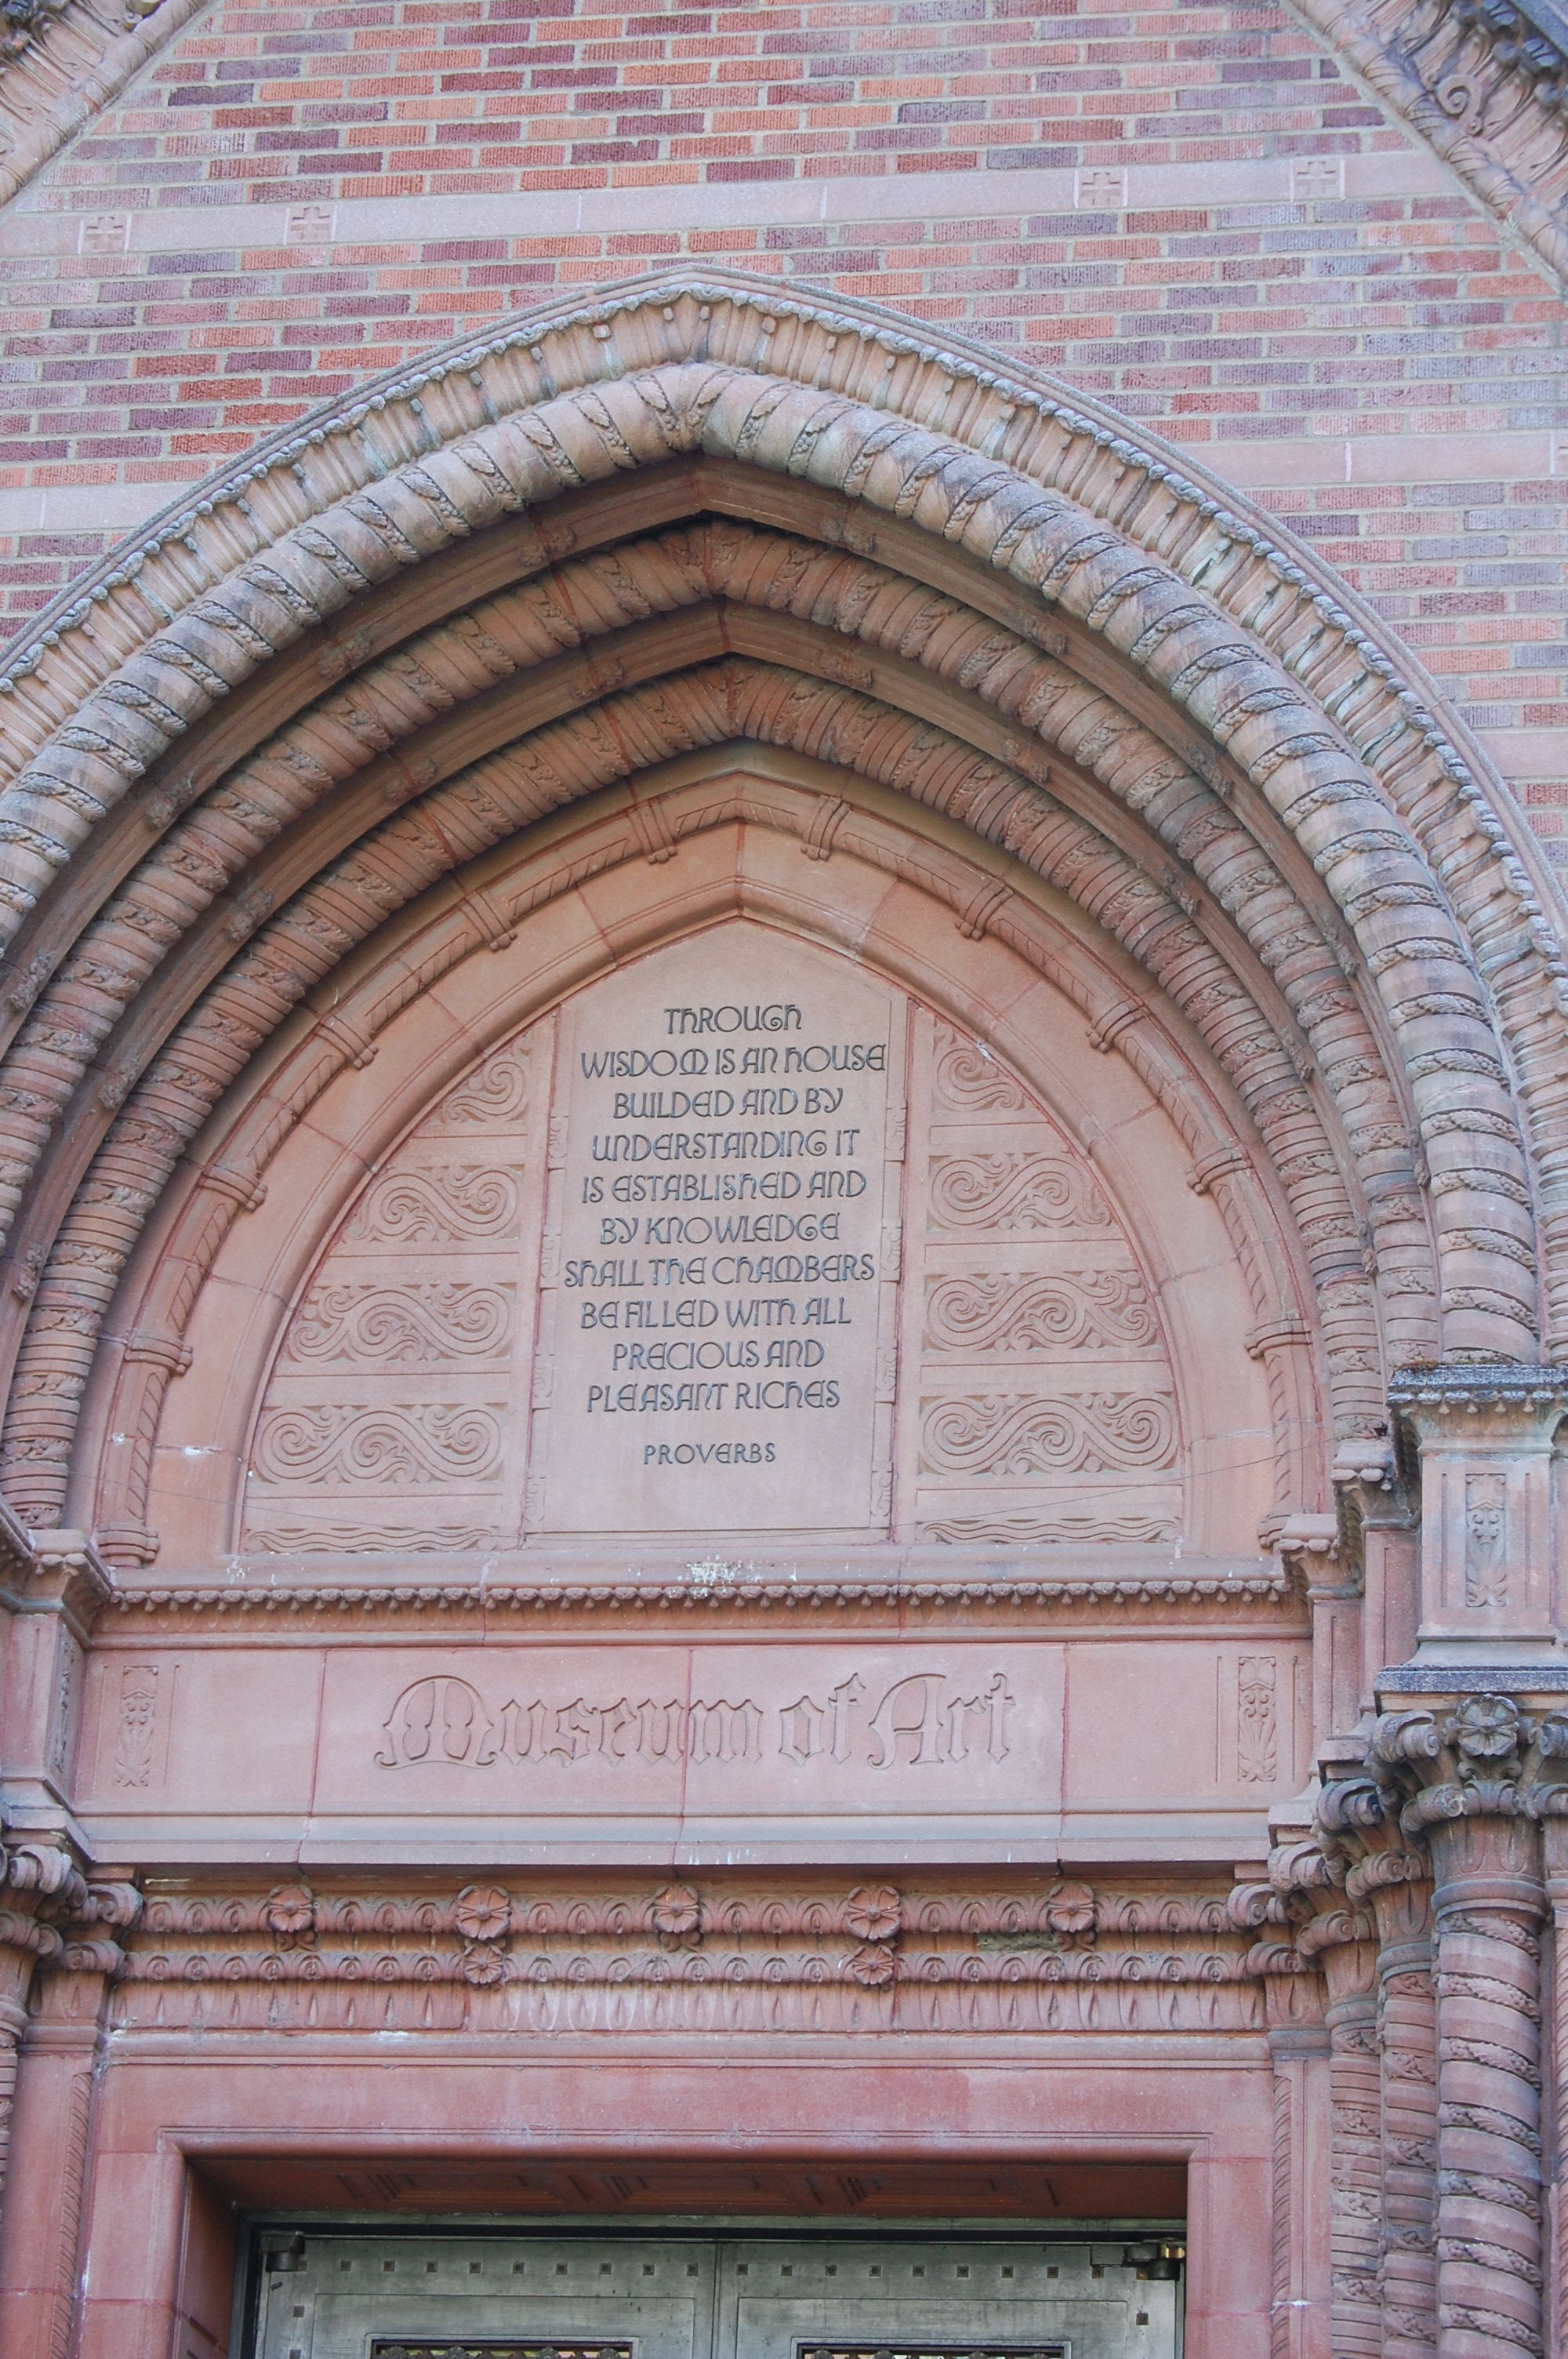 THROUGH
WISDOM IS AN HOUSE
BUILDED AND BY
UNDERSTANDING IT
IS ESTABLISHED AND
BY KNOWLEDGE
SHALL THE CHAMBERS
BE FILLED WITH ALL
PRECIOUS AND
PLEASANT RICHES
PROVERBS
Museum of Art